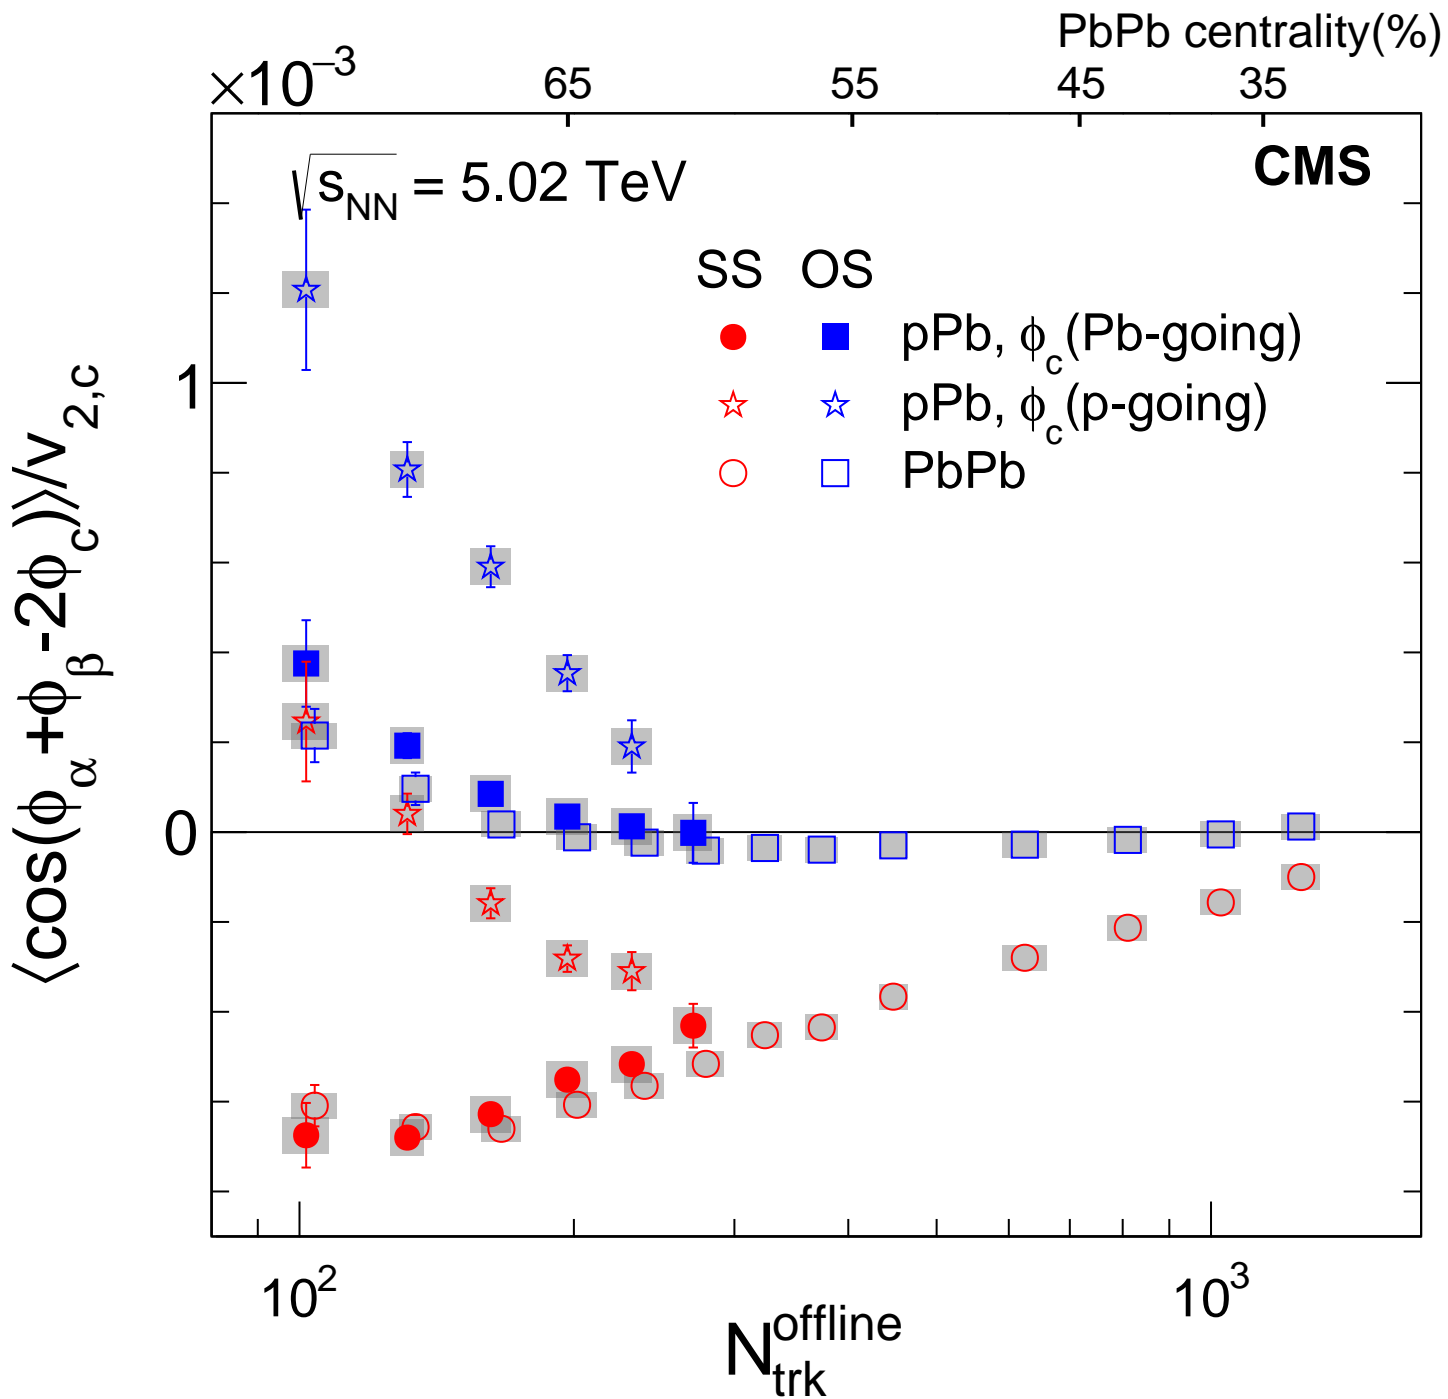 PbPb centrality(%)
×10⁻³ 65 55 45 35
√s_NN = 5.02 TeV
CMS
SS OS
pPb, ϕ_c(Pb-going)
pPb, ϕ_c(p-going)
PbPb
1
0
⟨cos(ϕ_α+ϕ_β-2ϕ_c)⟩/v_2,c
10² 10³
N_trk^offline